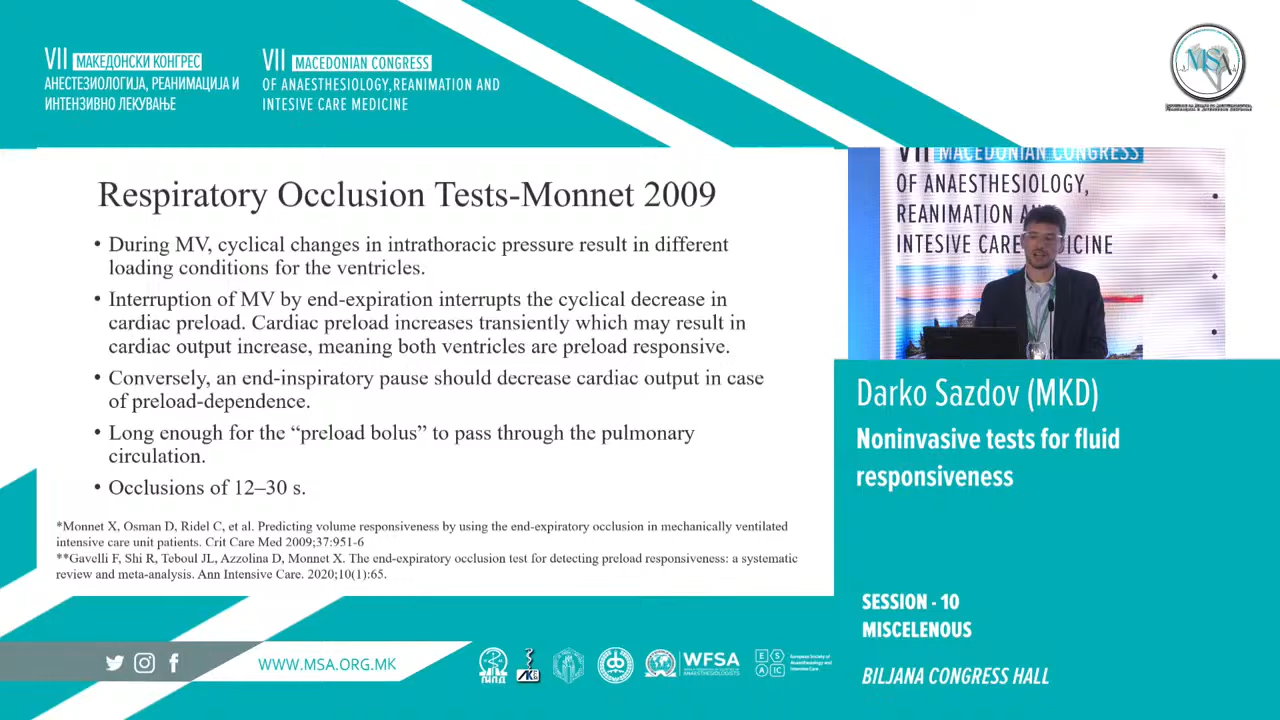 VII МАКЕДОНСКИ КОНГРЕС
АНЕСТЕЗИОЛОГИЈА, РЕАНИМАЦИЈА И
ИНТЕНЗИВНО ЛЕКУВАЊЕ
VII MACEDONIAN CONGRESS
OF ANAESTHESIOLOGY, REANIMATION AND
INTESIVE CARE MEDICINE
MSA
Respiratory Occlusion Tests-Monnet 2009
• During MV, cyclical changes in intrathoracic pressure result in different
loading conditions for the ventricles.
• Interruption of MV by end-expiration interrupts the cyclical decrease in
cardiac preload. Cardiac preload increases transiently which may result in
cardiac output increase, meaning both ventricles are preload responsive.
• Conversely, an end-inspiratory pause should decrease cardiac output in case
of preload-dependence.
• Long enough for the “preload bolus” to pass through the pulmonary
circulation.
• Occlusions of 12–30 s.
*Monnet X, Osman D, Ridel C, et al. Predicting volume responsiveness by using the end-expiratory occlusion in mechanically ventilated
intensive care unit patients. Crit Care Med 2009;37:951-6
**Gavelli F, Shi R, Teboul JL, Azzolina D, Monnet X. The end-expiratory occlusion test for detecting preload responsiveness: a systematic
review and meta-analysis. Ann Intensive Care. 2020;10(1):65.
VII MACEDONIAN CONGRESS
OF ANAESTHESIOLOGY,
REANIMATION
INTESIVE CARE MEDICINE
Darko Sazdov (MKD)
Noninvasive tests for fluid
responsiveness
SESSION - 10
MISCELENOUS
BILJANA CONGRESS HALL
WWW.MSA.ORG.MK
WFSA
ESAIC
European Society of
Anaesthesiology and
Intensive Care